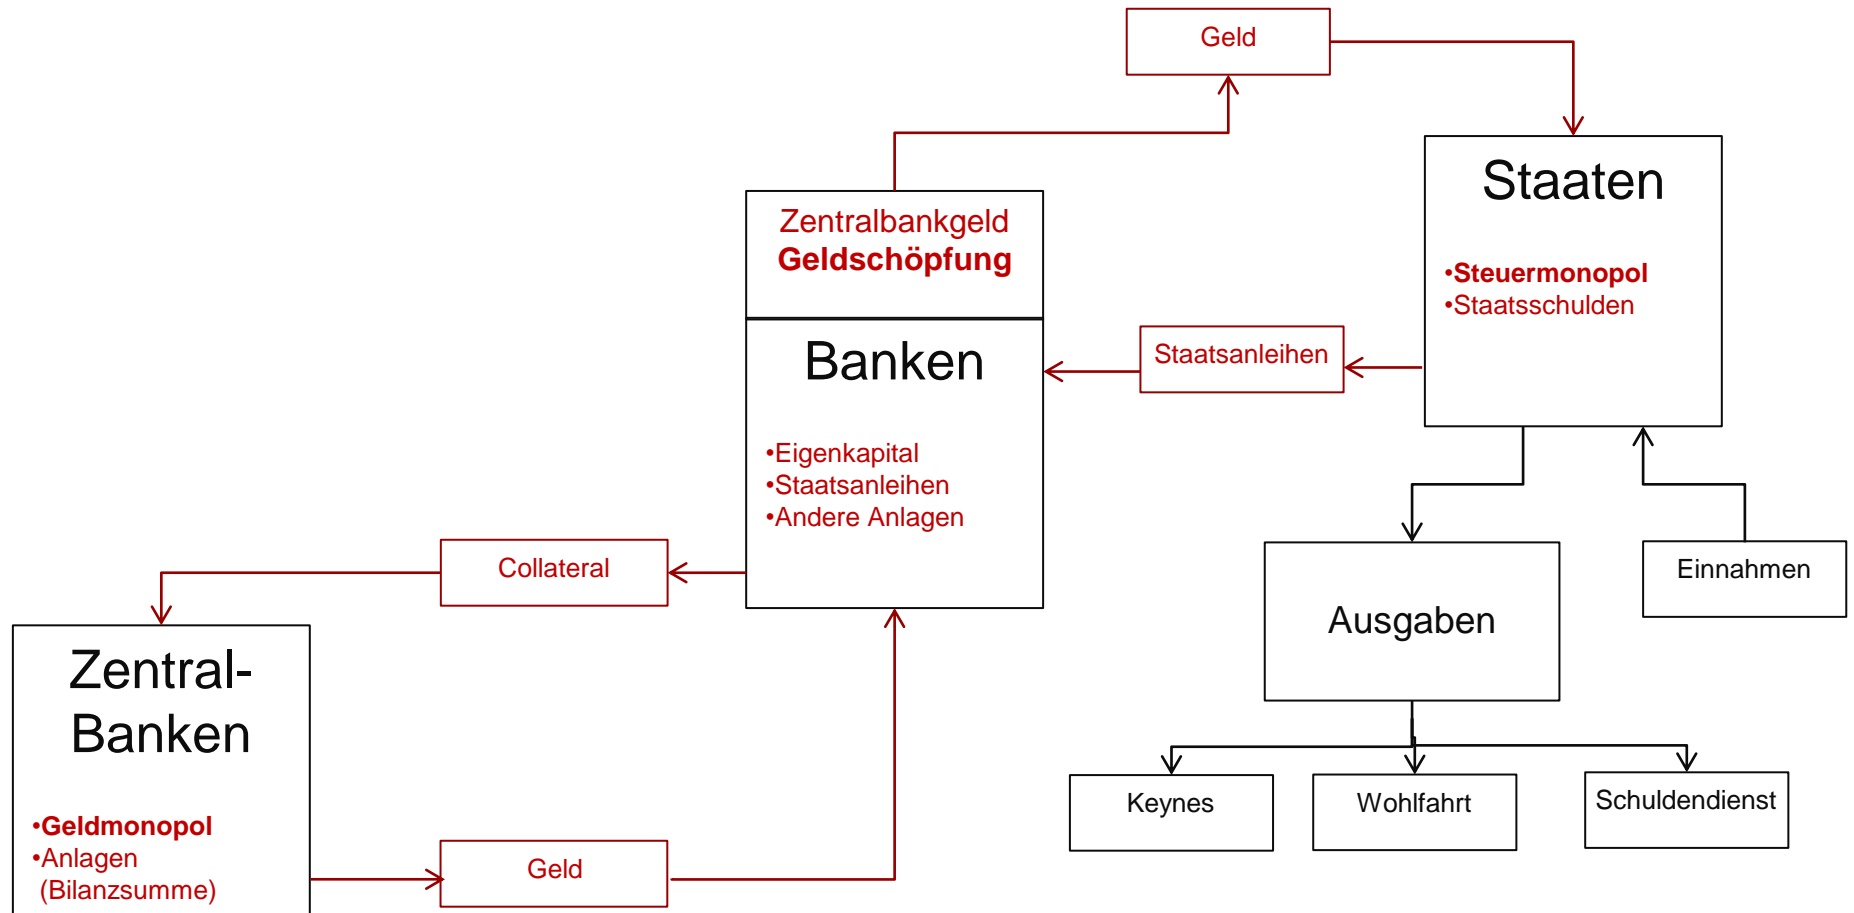 Geld
Staaten
•Steuermonopol
•Staatsschulden
Zentralbankgeld
Geldschöpfung
Staatsanleihen
Banken
•Eigenkapital
•Staatsanleihen
•Andere Anlagen
Collateral
Einnahmen
Ausgaben
Zentral-
Banken
•Geldmonopol
•Anlagen
(Bilanzsumme)
Geld
Keynes
Wohlfahrt
Schuldendienst